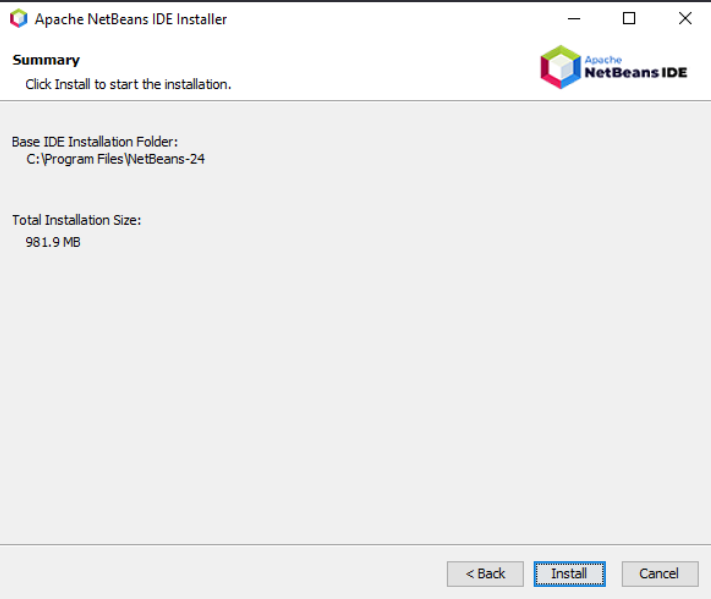 Apache NetBeans IDE Installer
Summary
Click Install to start the installation.
Apache
NetBeans IDE
Base IDE Installation Folder:
C:\Program Files\NetBeans-24
Total Installation Size:
981.9 MB
< Back
Install
Cancel